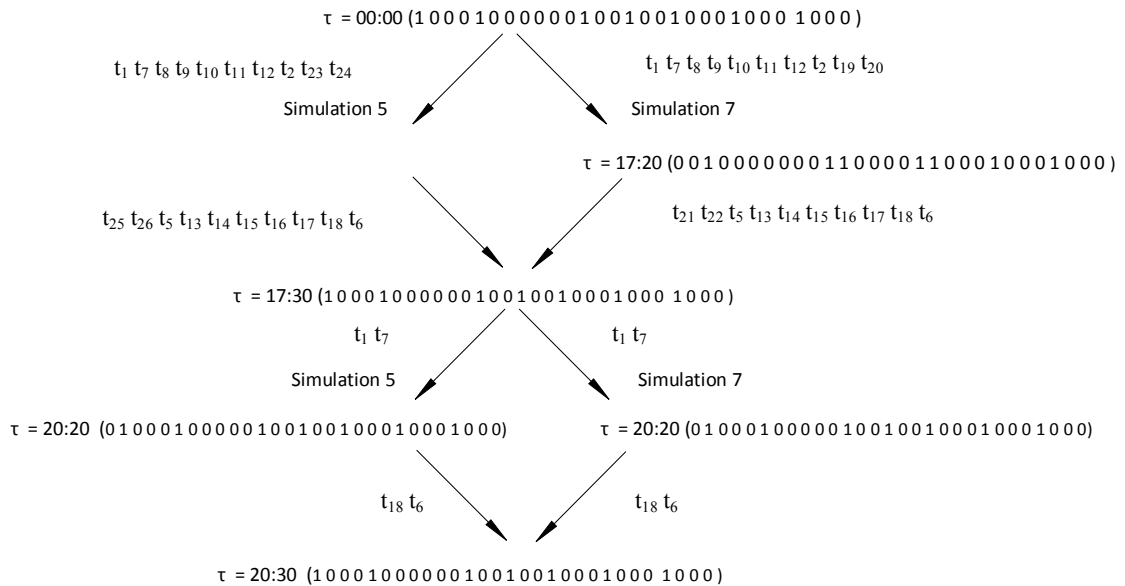 τ = 00:00 (1 0 0 0 1 0 0 0 0 0 0 1 0 0 1 0 0 1 0 0 0 1 0 0 0 1 0 0 0 )
t1 t7 t8 t9 t10 t11 t12 t2 t23 t24
t1 t7 t8 t9 t10 t11 t12 t2 t19 t20
Simulation 5
Simulation 7
τ = 17:20 (0 0 1 0 0 0 0 0 0 0 1 1 0 0 0 0 1 1 0 0 0 1 0 0 0 1 0 0 0 )
t25 t26 t5 t13 t14 t15 t16 t17 t18 t6
t21 t22 t5 t13 t14 t15 t16 t17 t18 t6
τ = 17:30 (1 0 0 0 1 0 0 0 0 0 0 1 0 0 1 0 0 1 0 0 0 1 0 0 0 1 0 0 0 )
t1 t7
t1 t7
Simulation 5
Simulation 7
τ = 20:20 (0 1 0 0 0 1 0 0 0 0 0 1 0 0 1 0 0 1 0 0 0 1 0 0 0 1 0 0 0)
τ = 20:20 (0 1 0 0 0 1 0 0 0 0 0 1 0 0 1 0 0 1 0 0 0 1 0 0 0 1 0 0 0)
t18 t6
t18 t6
τ = 20:30 (1 0 0 0 1 0 0 0 0 0 0 1 0 0 1 0 0 1 0 0 0 1 0 0 0 1 0 0 0 )